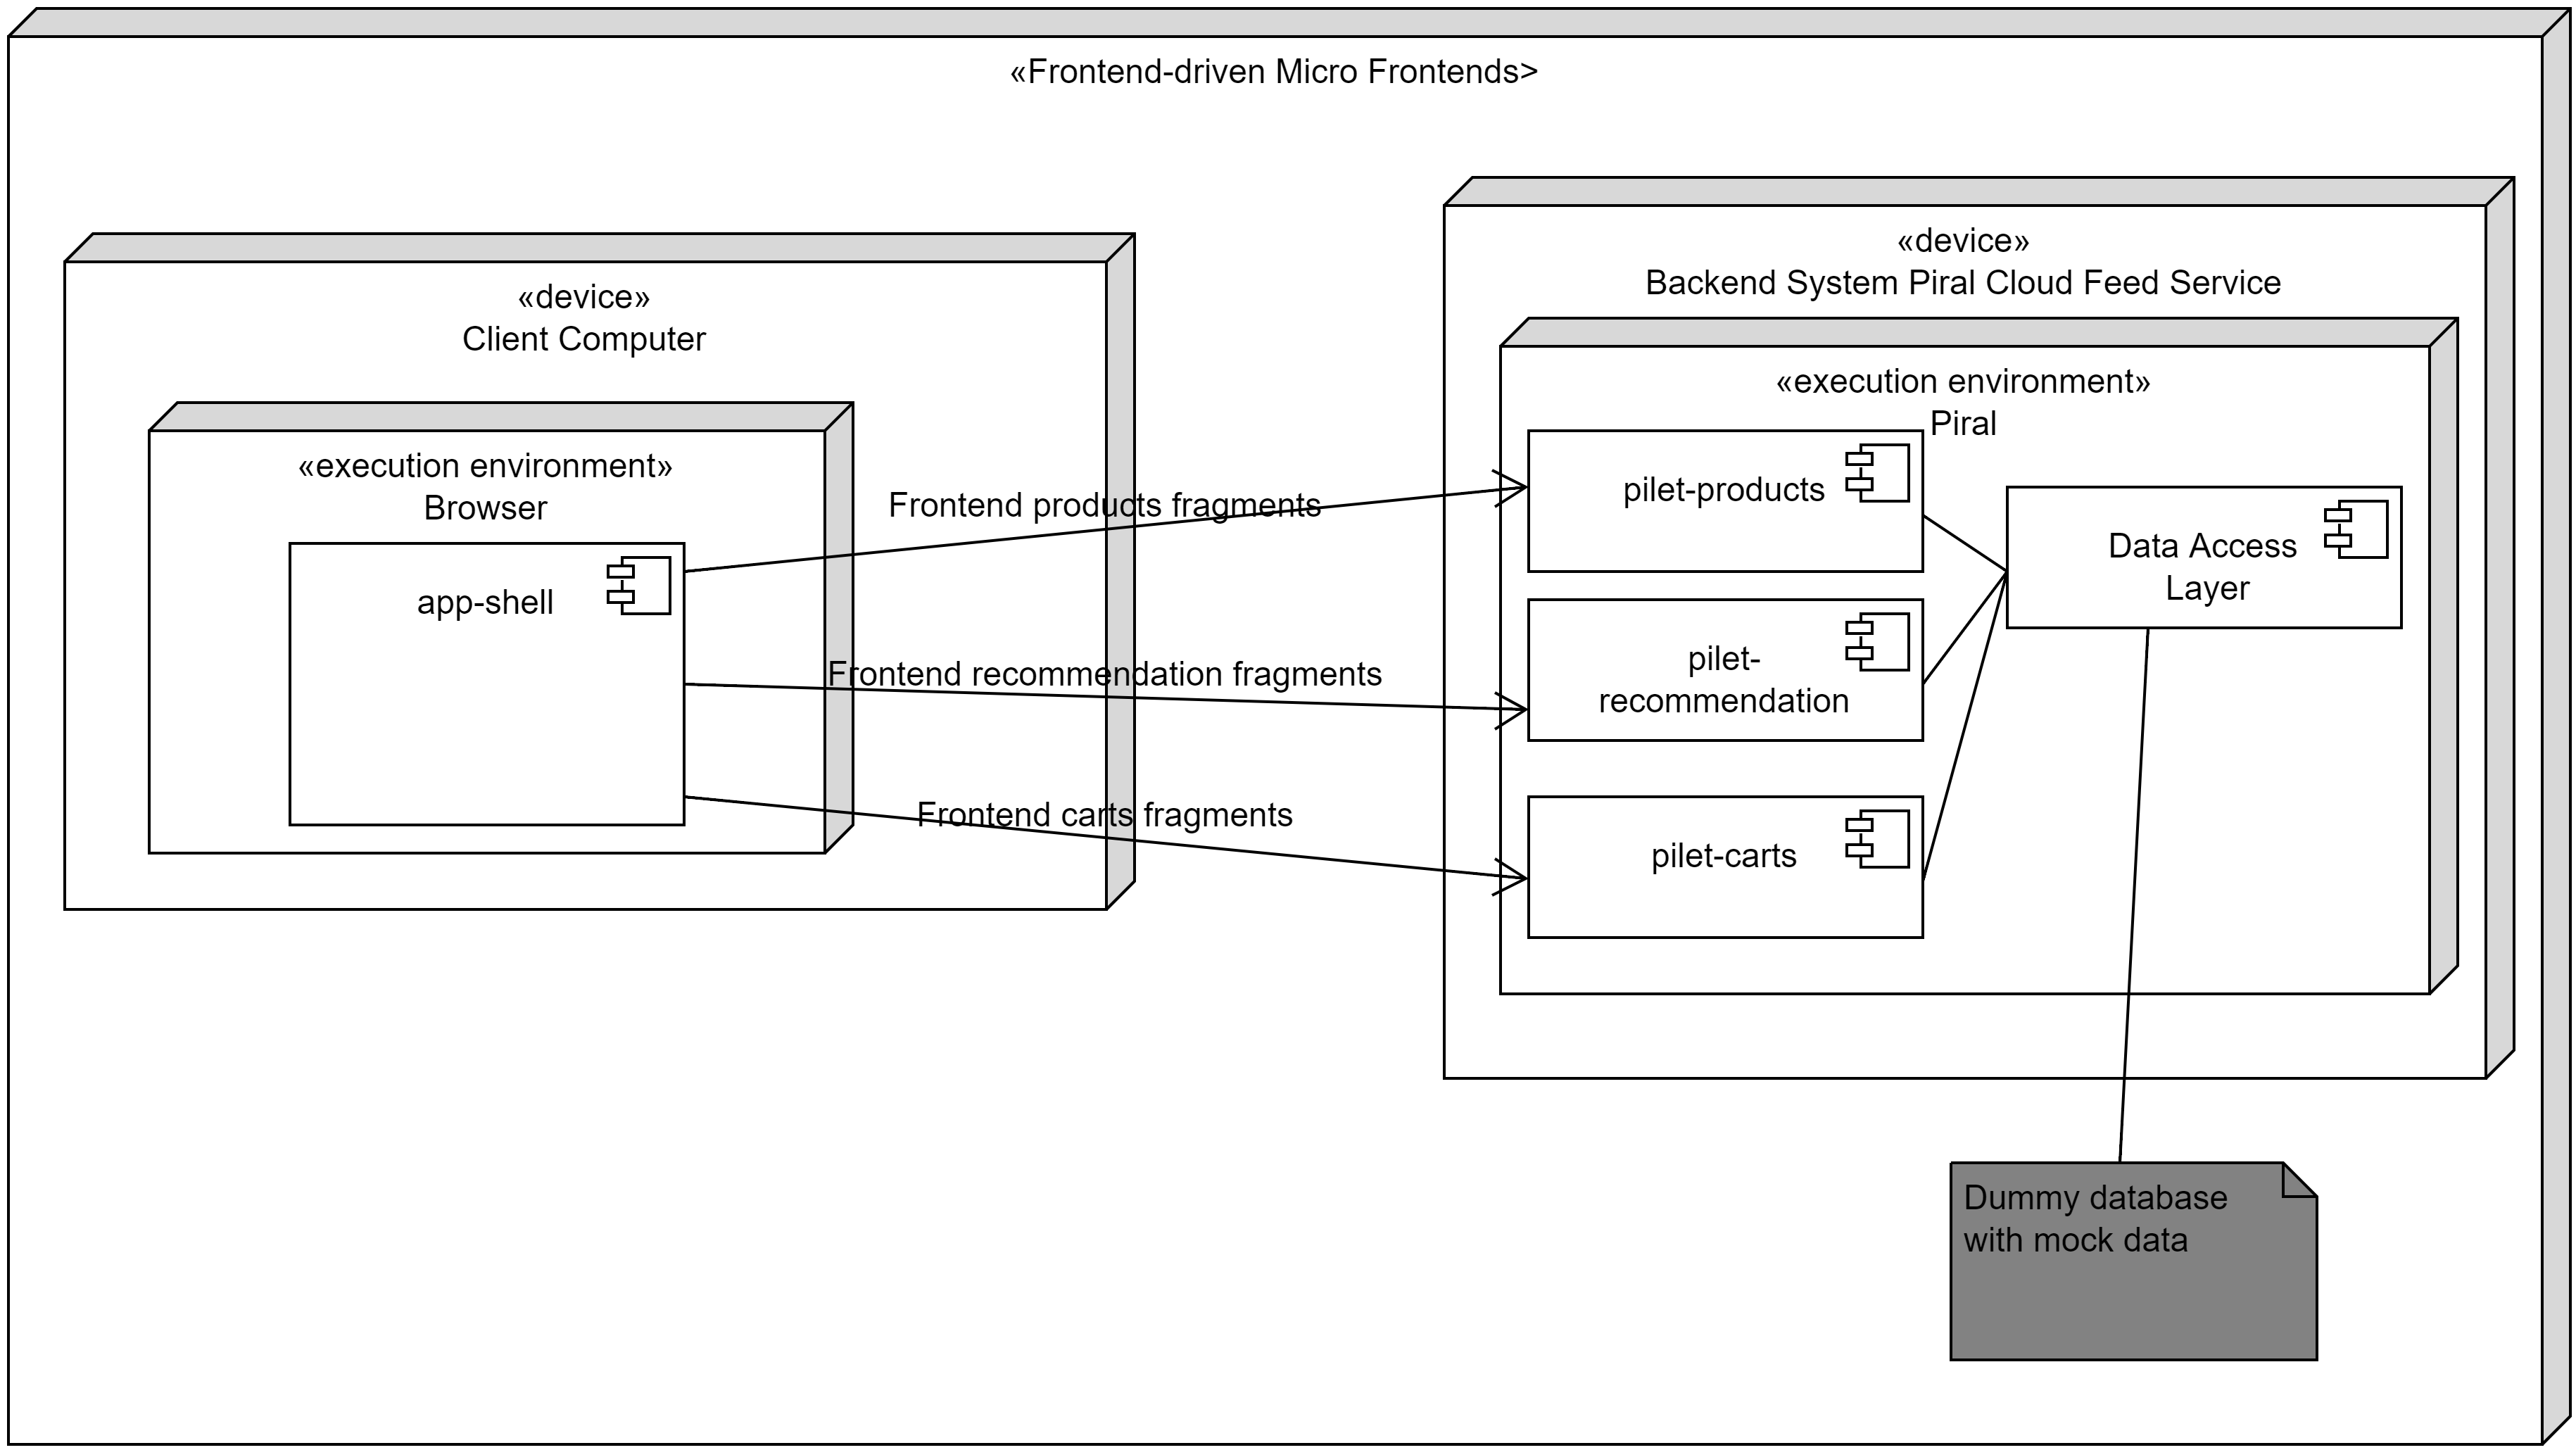 «Frontend-driven Micro Frontends>
«device»
Client Computer
«execution environment»
Browser
app-shell
Frontend products fragments
Frontend recommendation fragments
Frontend carts fragments
«device»
Backend System Piral Cloud Feed Service
«execution environment»
Piral
pilet-products
pilet-
recommendation
pilet-carts
Data Access
Layer
Dummy database
with mock data